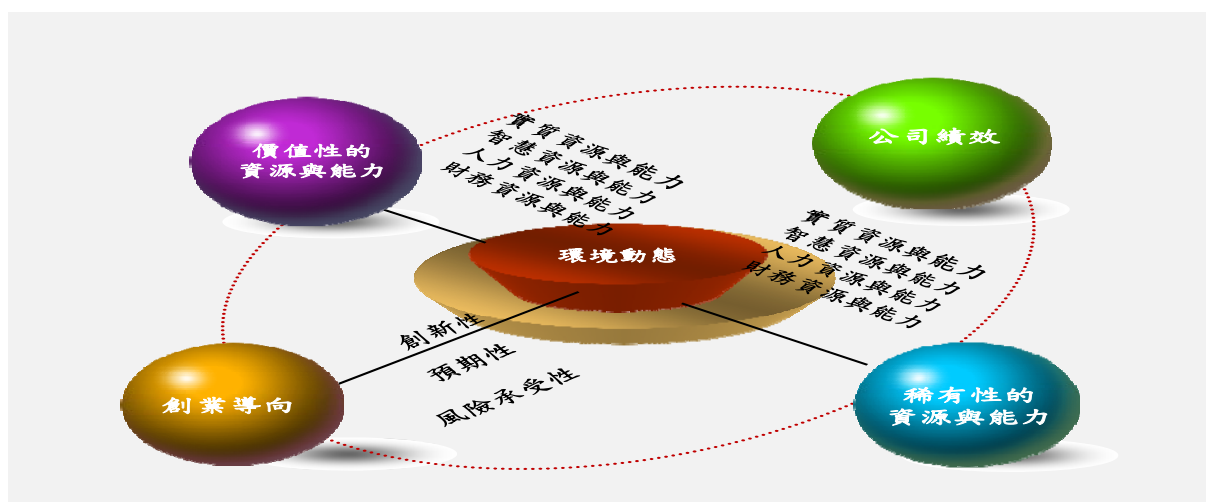 價值性的
資源與能力
實質資源與能力
智慧資源與能力
人力資源與能力
財務資源與能力
公司績效
環境動態
實質資源與能力
智慧資源與能力
人力資源與能力
財務資源與能力
創新性
預期性
風險承受性
創業導向
稀有性的
資源與能力